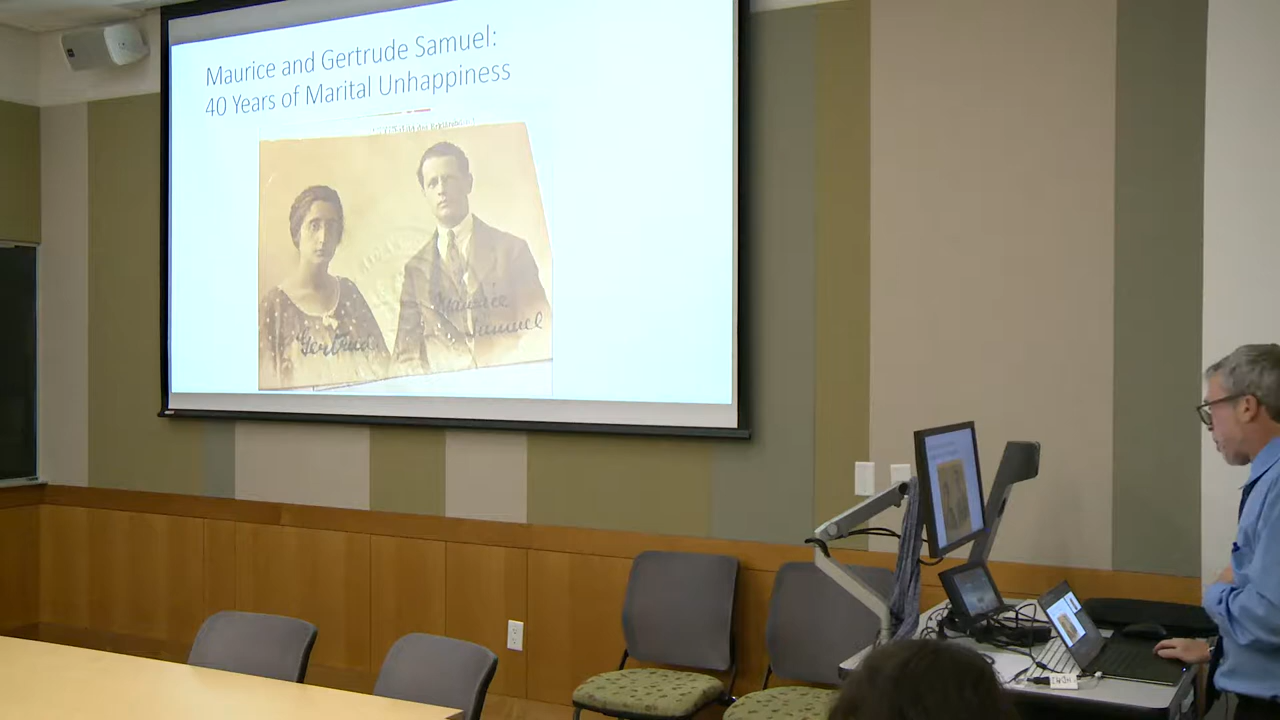 Maurice and Gertrude Samuel:
40 Years of Marital Unhappiness
Gertrude
Maurice
Samuel